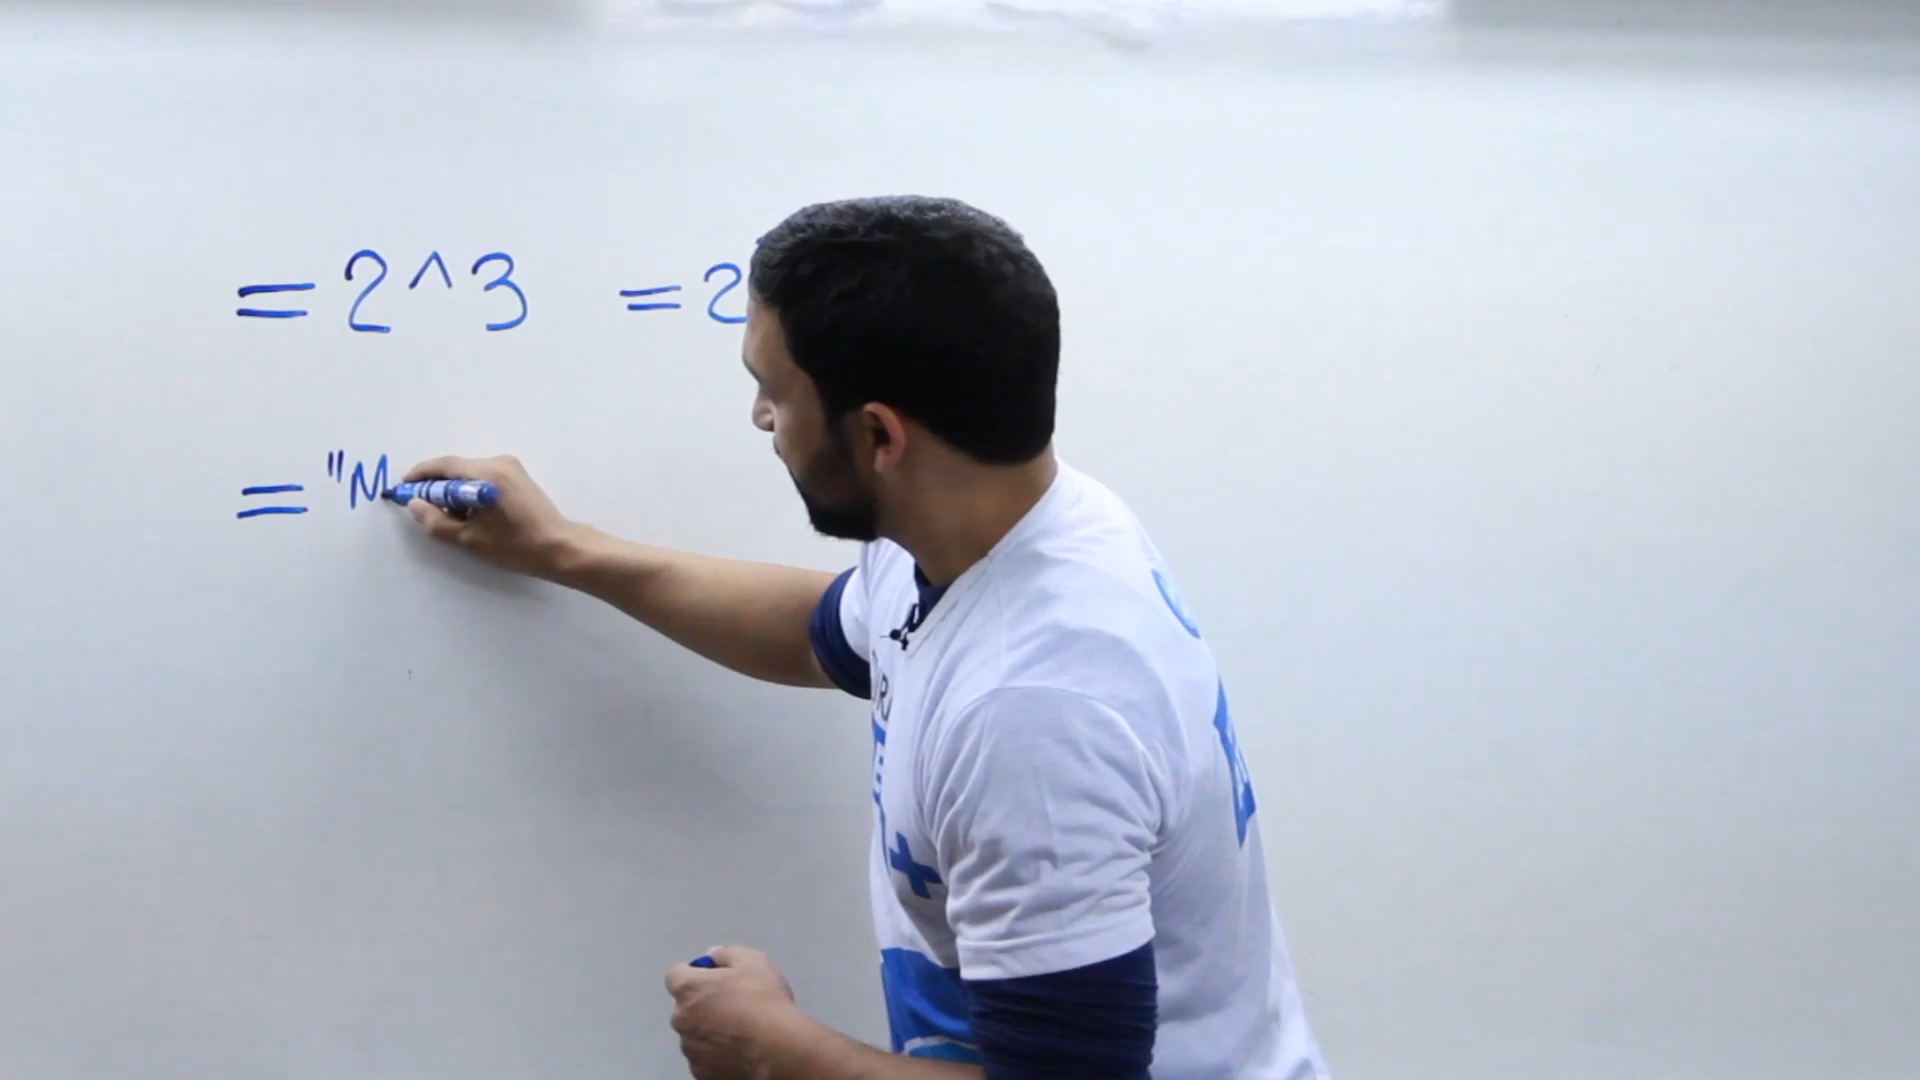 = 2^3 = 2
= "M